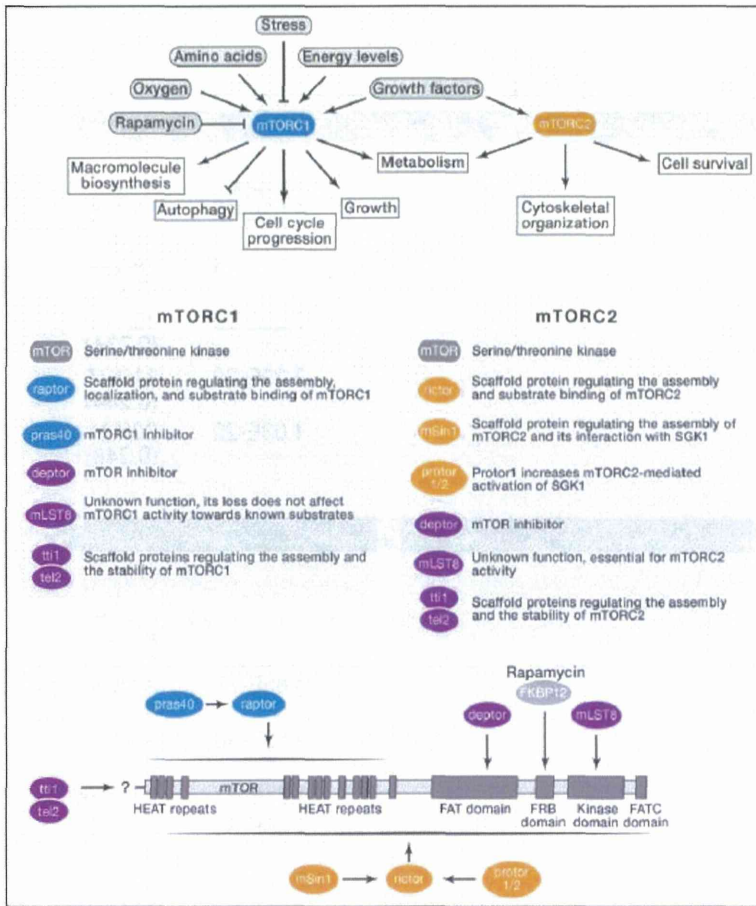 Stress
Amino acids
Energy levels
Oxygen
Growth factors
Rapamycin
mTORC1
mTORC2
Macromolecule
biosynthesis
Autophagy
Cell cycle
progression
Growth
Metabolism
Cytoskeletal
organization
Cell survival
mTORC1
mTOR Serine/threonine kinase
raptor Scaffold protein regulating the assembly,
localization, and substrate binding of mTORC1
pras40 mTORC1 inhibitor
deptor mTOR inhibitor
mLST8 Unknown function, its loss does not affect
mTORC1 activity towards known substrates
tti1
tel2
Scaffold proteins regulating the assembly and
the stability of mTORC1
mTORC2
mTOR Serine/threonine kinase
rictor Scaffold protein regulating the assembly
and substrate binding of mTORC2
mSin1 Scaffold protein regulating the assembly of
mTORC2 and its interaction with SGK1
protor
1/2
Protor1 increases mTORC2-mediated
activation of SGK1
deptor mTOR inhibitor
mLST8 Unknown function, essential for mTORC2
activity
tti1
tel2
Scaffold proteins regulating the assembly
and the stability of mTORC2
Rapamycin
FKBP12
pras40
raptor
deptor
mLST8
tti1
tel2
?
mTOR
HEAT repeats
HEAT repeats
FAT domain
FRB
domain
Kinase
domain
FATC
domain
mSin1
rictor
protor
1/2